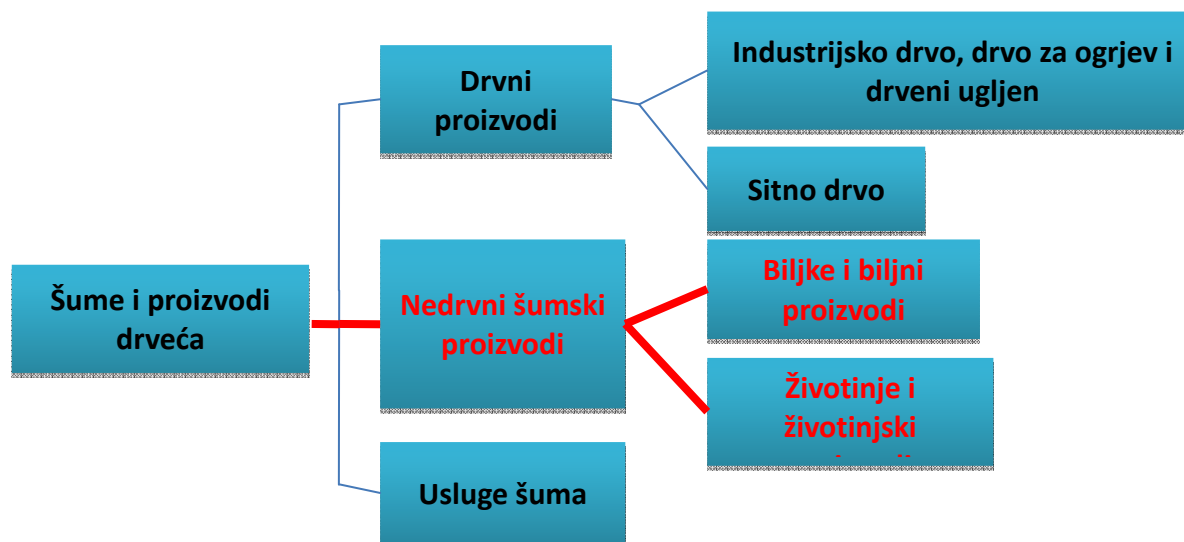 Šume i proizvodi
drveća
Drvni
proizvodi
Industrijsko drvo, drvo za ogrjev i
drveni ugljen
Sitno drvo
Nedrvni šumski
proizvodi
Biljke i biljni
proizvodi
Životinje i
životinjski
Usluge šuma